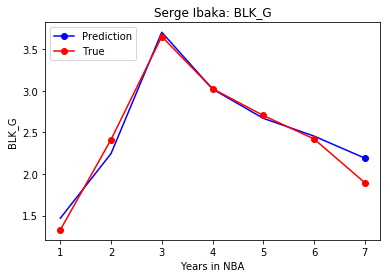 Serge Ibaka: BLK_G
Prediction
True
3.5
3.0
2.5
2.0
1.5
BLK_G
1 2 3 4 5 6 7
Years in NBA